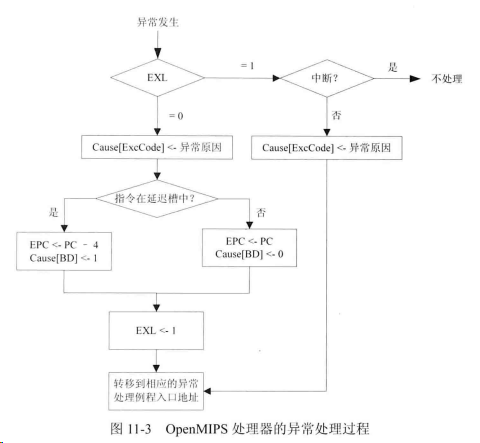 异常发生
EXL
= 1
中断？
是
不处理
= 0
否
Cause[ExcCode] <- 异常原因
Cause[ExcCode] <- 异常原因
指令在延迟槽中？
是
否
EPC <- PC - 4
Cause[BD] <- 1
EPC <- PC
Cause[BD] <- 0
EXL <- 1
转移到相应的异常
处理例程入口地址
图 11-3 OpenMIPS 处理器的异常处理过程